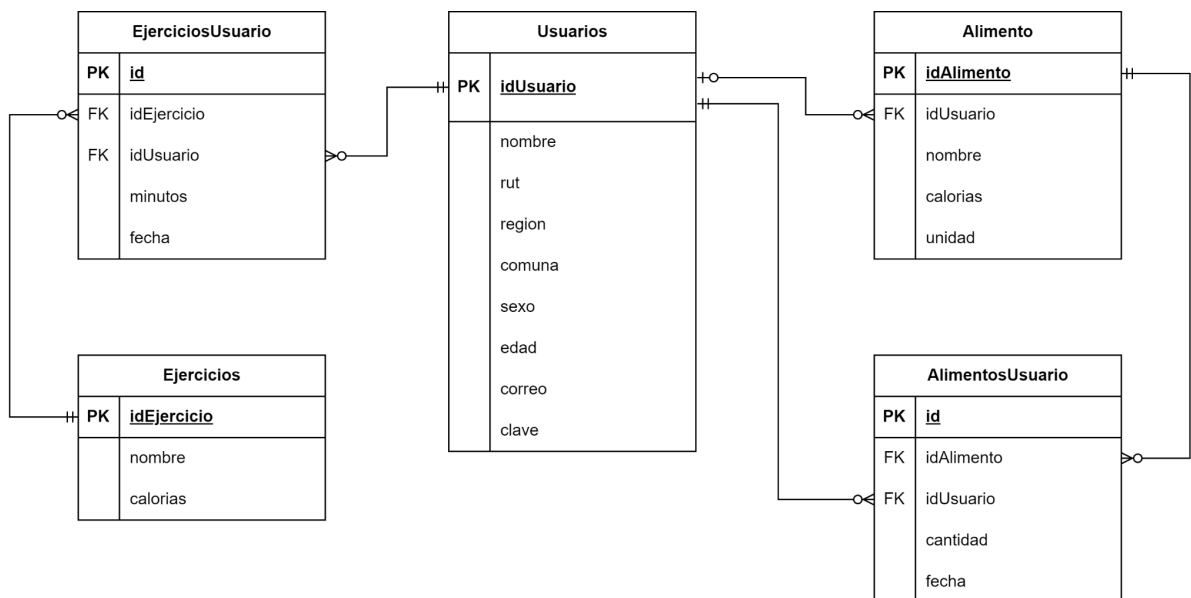 EjerciciosUsuario
PK id
FK idEjercicio
FK idUsuario
minutos
fecha
Usuarios
PK idUsuario
nombre
rut
region
comuna
sexo
edad
correo
clave
Alimento
PK idAlimento
FK idUsuario
nombre
calorias
unidad
Ejercicios
PK idEjercicio
nombre
calorias
AlimentosUsuario
PK id
FK idAlimento
FK idUsuario
cantidad
fecha